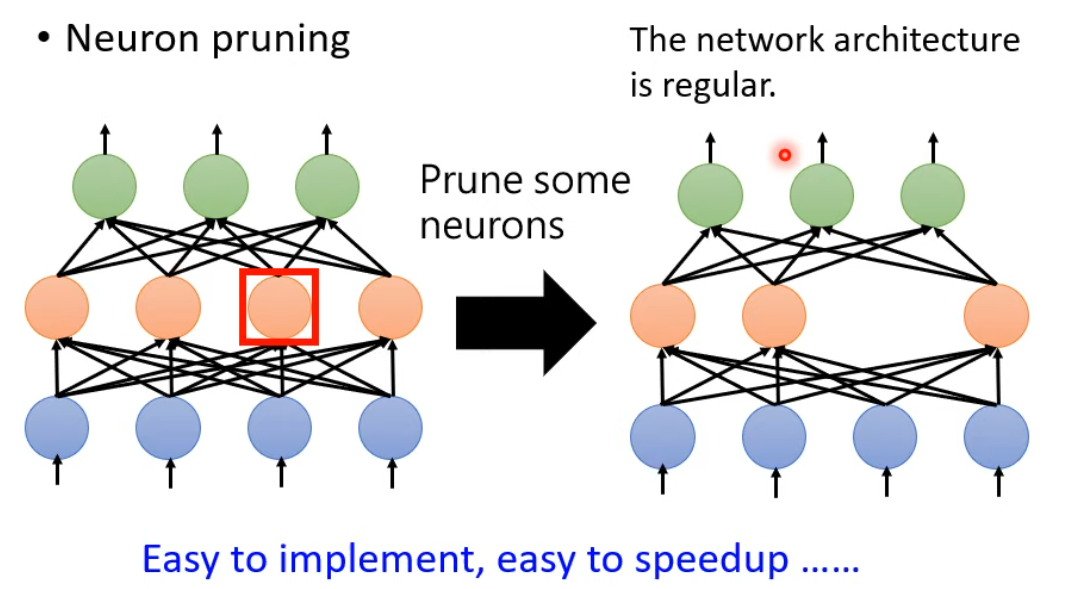 • Neuron pruning
The network architecture
is regular.
Prune some
neurons
Easy to implement, easy to speedup ......